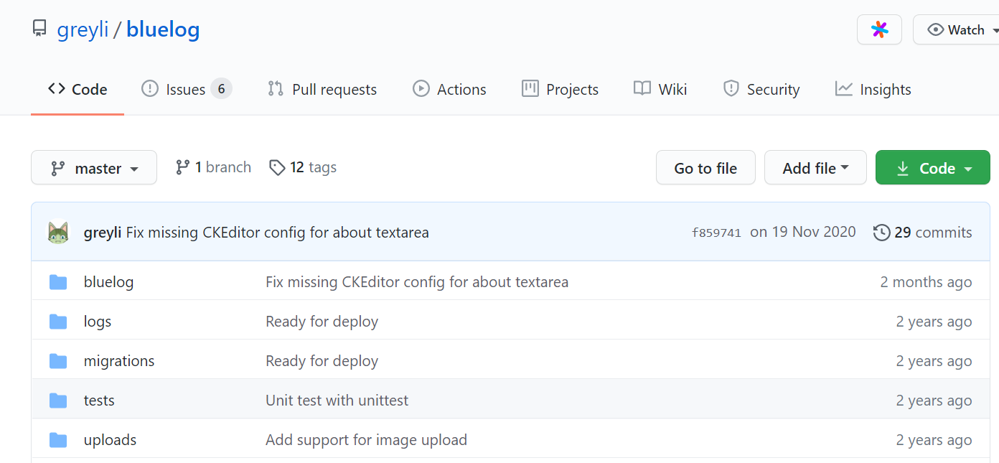 greyli / bluelog
Watch
Code
Issues 6
Pull requests
Actions
Projects
Wiki
Security
Insights
master
1 branch
12 tags
Go to file
Add file
Code
greyli Fix missing CKEditor config for about textarea
f859741 on 19 Nov 2020
29 commits
bluelog Fix missing CKEditor config for about textarea 2 months ago
logs Ready for deploy 2 years ago
migrations Ready for deploy 2 years ago
tests Unit test with unittest 2 years ago
uploads Add support for image upload 2 years ago